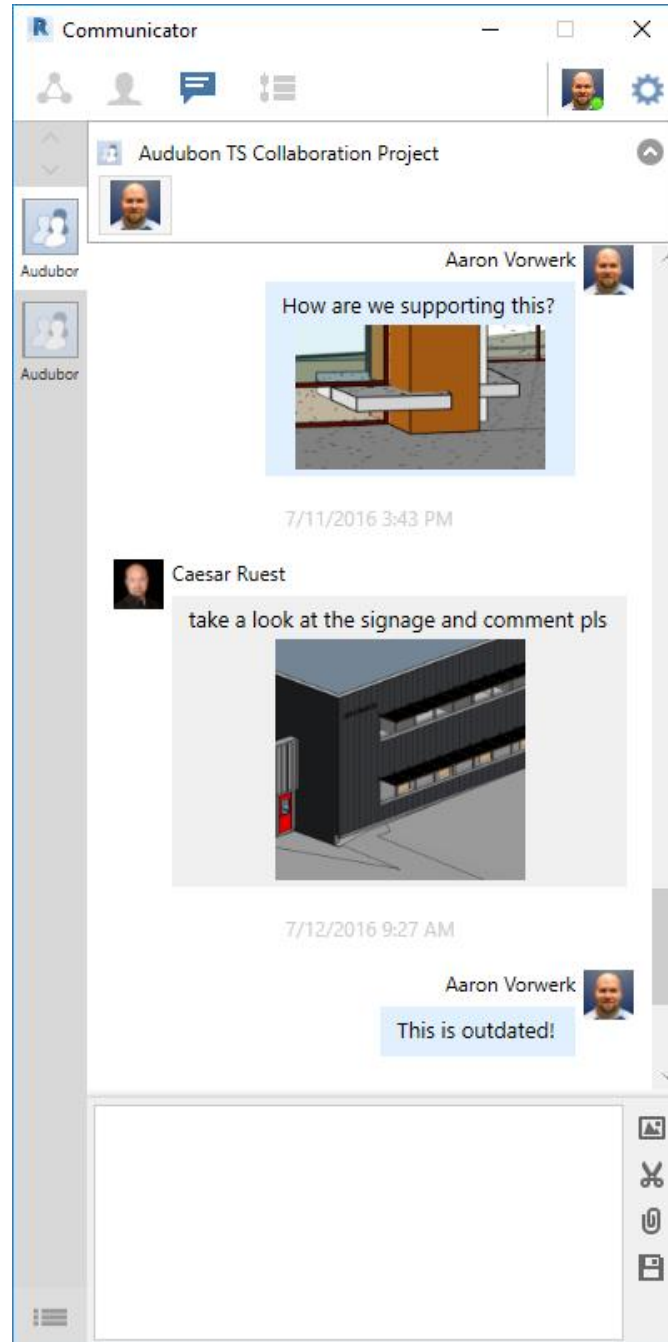 Communicator
Audubon TS Collaboration Project
Audubor
Audubor
Aaron Vorwerk
How are we supporting this?
7/11/2016 3:43 PM
Caesar Ruest
take a look at the signage and comment pls
7/12/2016 9:27 AM
Aaron Vorwerk
This is outdated!